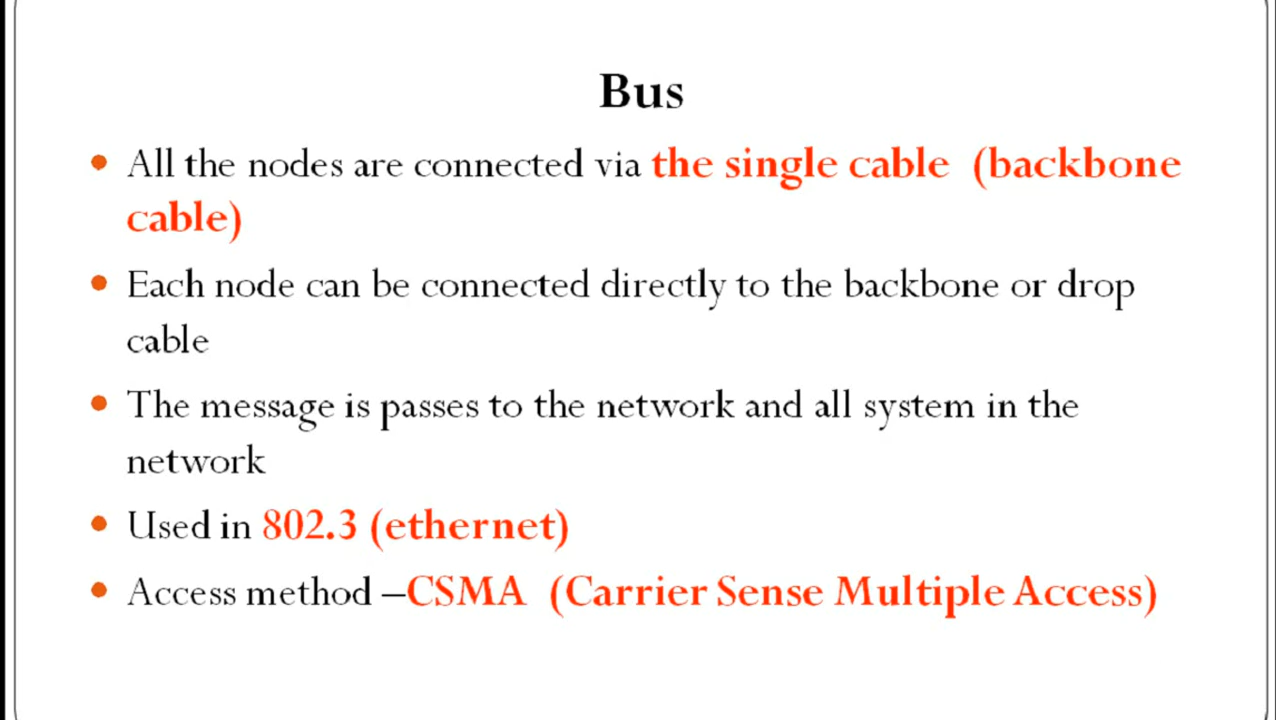 Bus
All the nodes are connected via the single cable (backbone
cable)
Each node can be connected directly to the backbone or drop
cable
The message is passes to the network and all system in the
network
Used in 802.3 (ethernet)
Access method –CSMA (Carrier Sense Multiple Access)